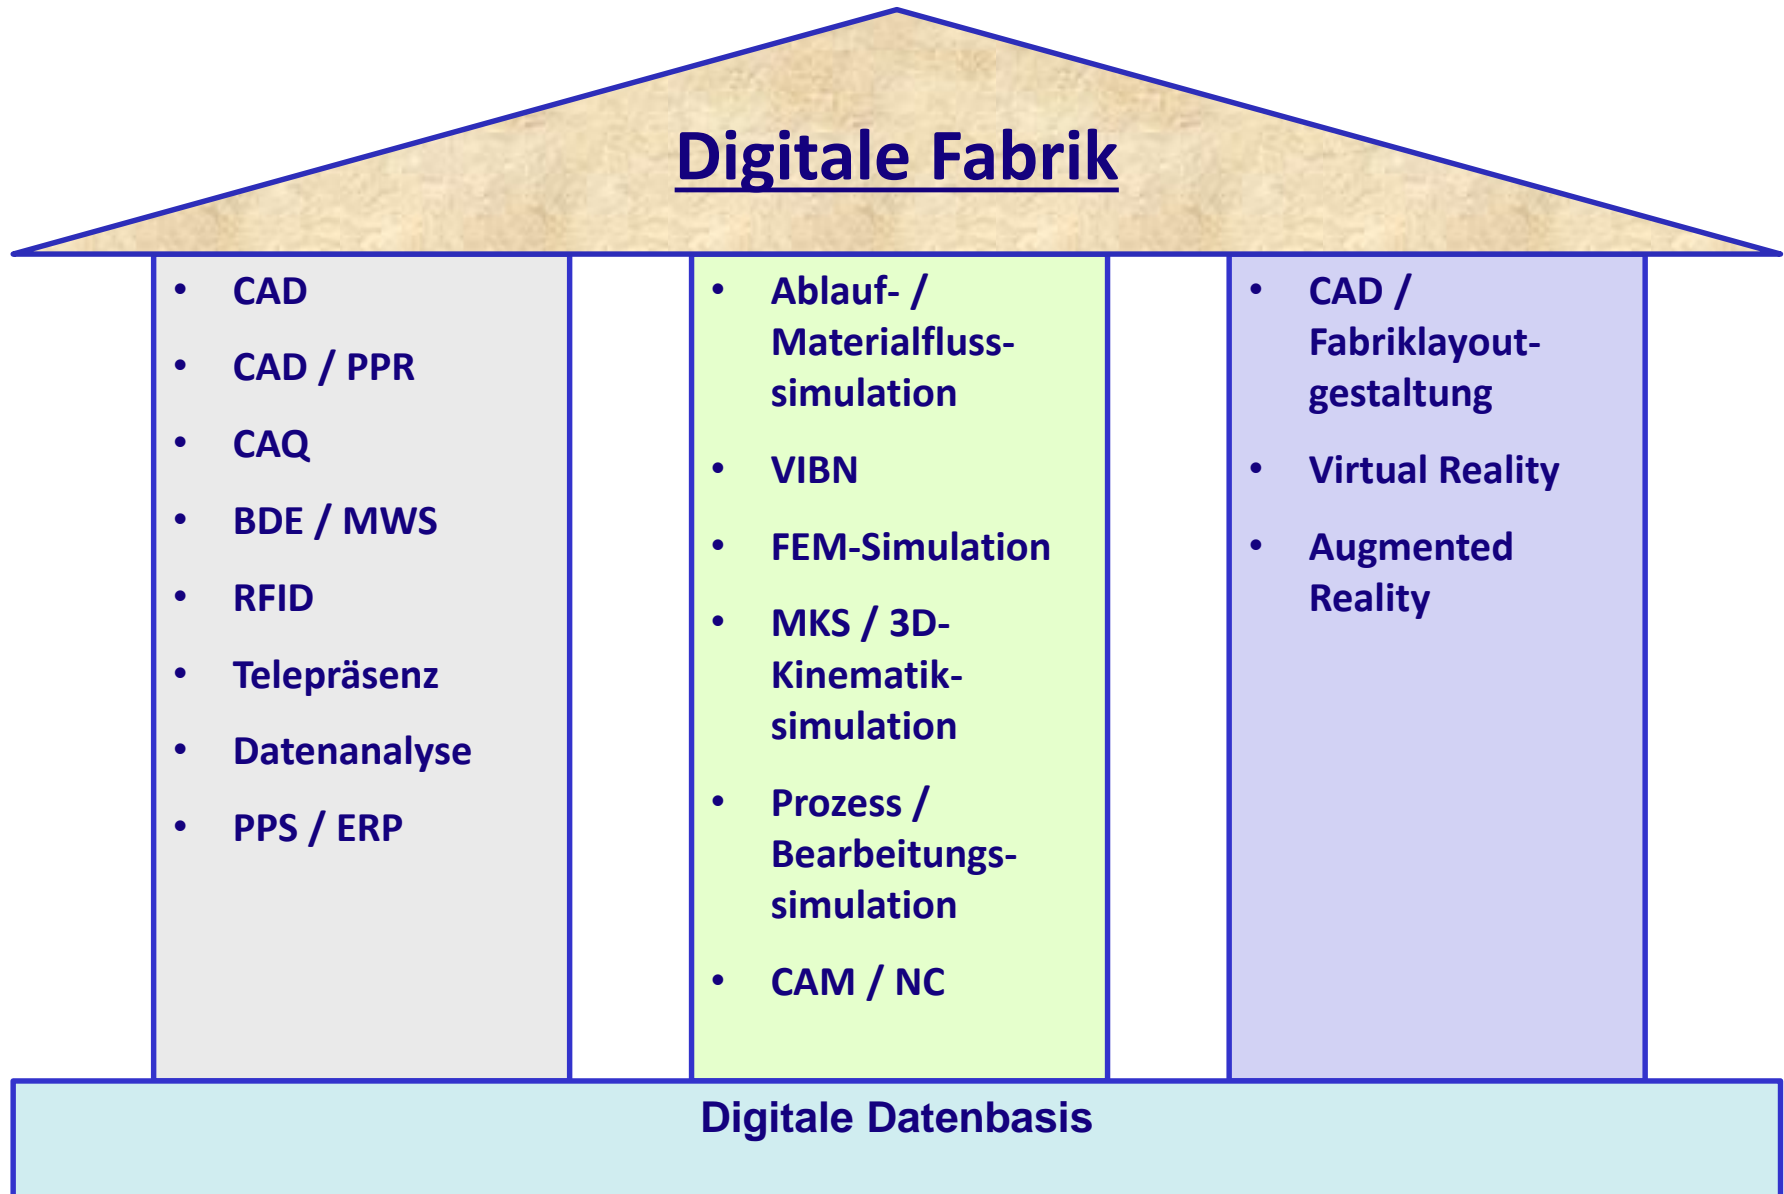 Digitale Fabrik
• CAD
• CAD / PPR
• CAQ
• BDE / MWS
• RFID
• Telepräsenz
• Datenanalyse
• PPS / ERP
• Ablauf- /
Materialfluss-
simulation
• VIBN
• FEM-Simulation
• MKS / 3D-
Kinematik-
simulation
• Prozess /
Bearbeitungs-
simulation
• CAM / NC
• CAD /
Fabriklayout-
gestaltung
• Virtual Reality
• Augmented
Reality
Digitale Datenbasis